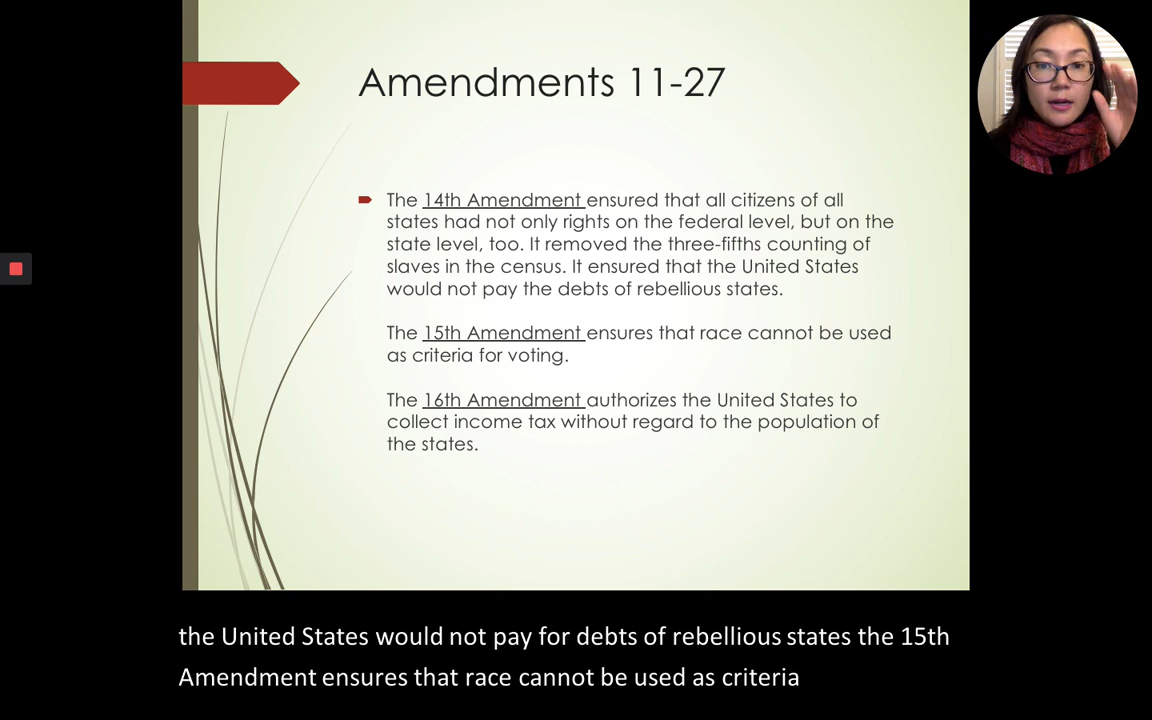 Amendments 11-27
The 14th Amendment ensured that all citizens of all
states had not only rights on the federal level, but on the
state level, too. It removed the three-fifths counting of
slaves in the census. It ensured that the United States
would not pay the debts of rebellious states.
The 15th Amendment ensures that race cannot be used
as criteria for voting.
The 16th Amendment authorizes the United States to
collect income tax without regard to the population of
the states.
the United States would not pay for debts of rebellious states the 15th
Amendment ensures that race cannot be used as criteria